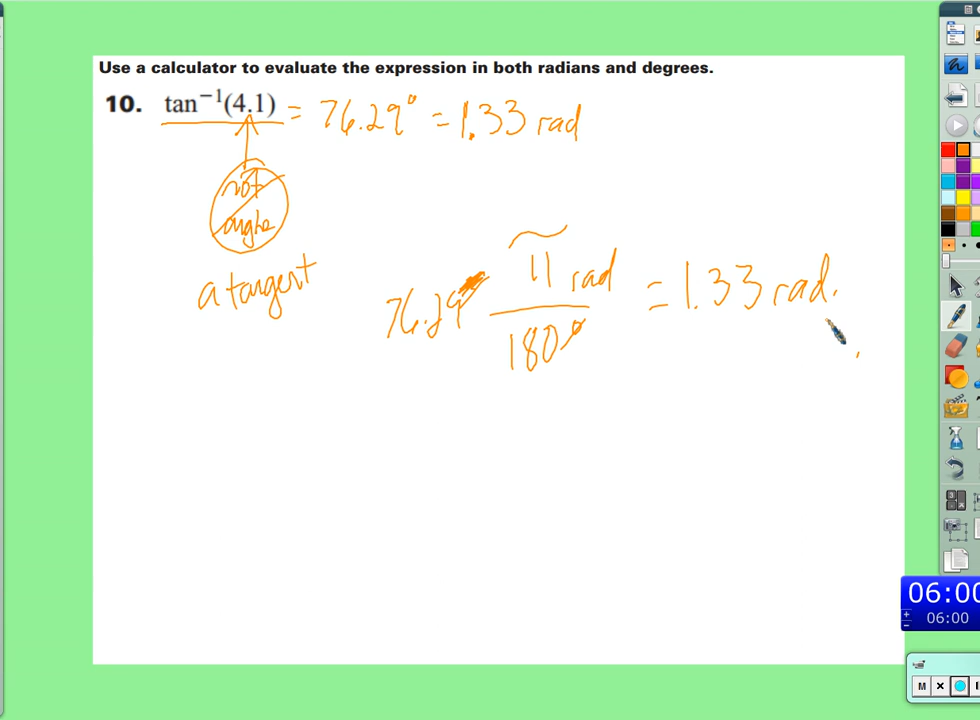 Use a calculator to evaluate the expression in both radians and degrees.
10. tan⁻¹(4.1) = 76.29° = 1.33 rad
not
angle
a tangent
π rad
76.29° = 1.33 rad.
180°
06:00
06:00
M x